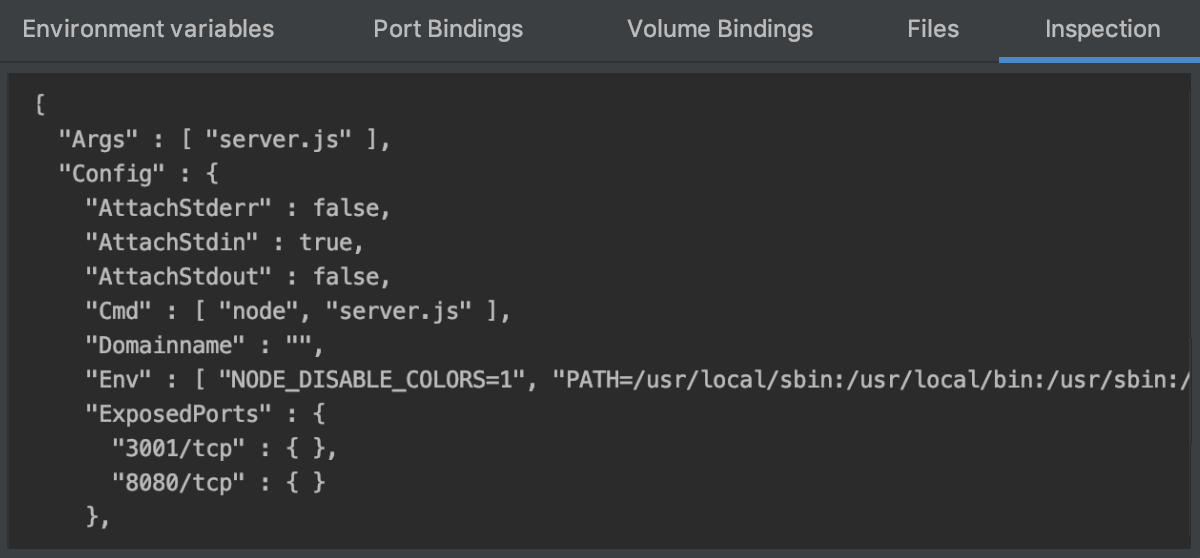 Environment variables Port Bindings Volume Bindings Files Inspection
{
"Args" : [ "server.js" ],
"Config" : {
"AttachStderr" : false,
"AttachStdin" : true,
"AttachStdout" : false,
"Cmd" : [ "node", "server.js" ],
"Domainname" : "",
"Env" : [ "NODE_DISABLE_COLORS=1", "PATH=/usr/local/sbin:/usr/local/bin:/usr/sbin:/
"ExposedPorts" : {
"3001/tcp" : { },
"8080/tcp" : { }
},